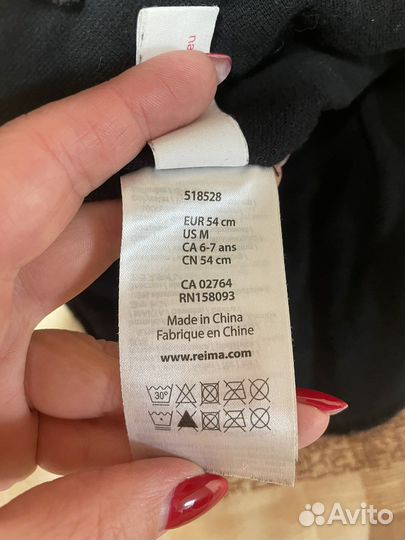 518528
EUR 54 cm
US M
CA 6-7 ans
CN 54 cm
CA 02764
RN158093
Made in China
Fabrique en Chine
www.reima.com
30°
Avito